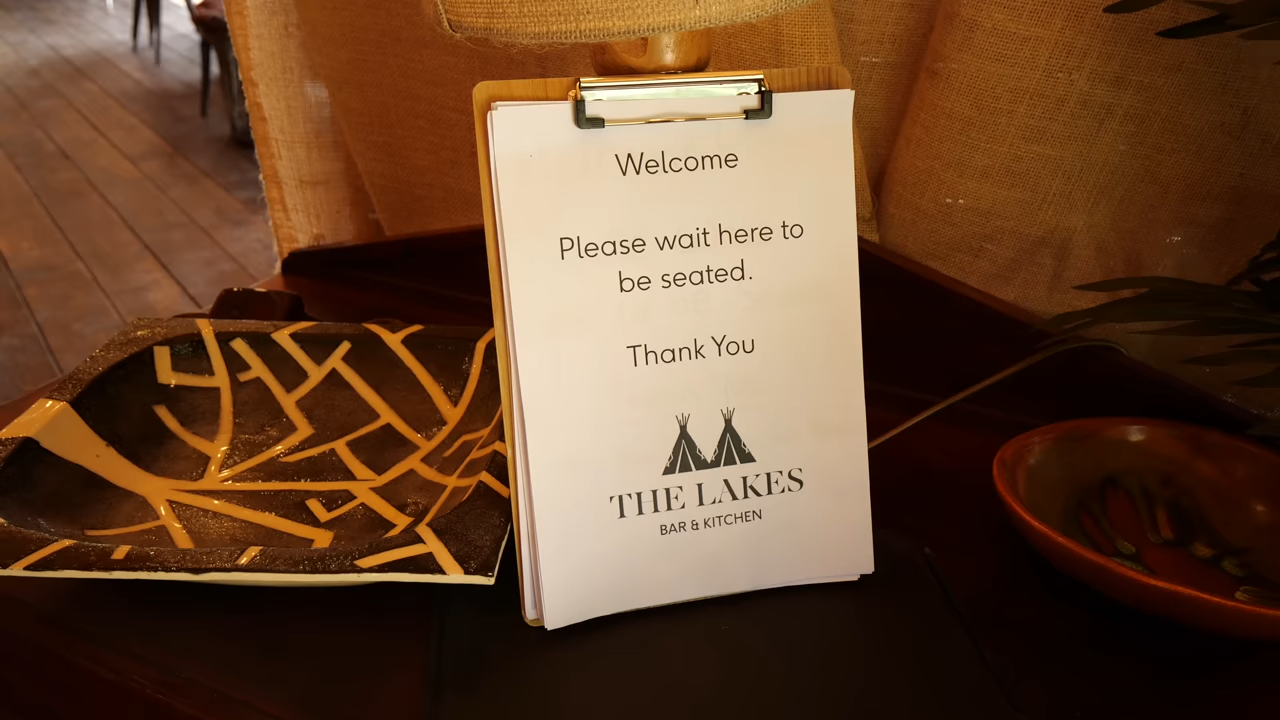 Welcome
Please wait here to
be seated.
Thank You
THE LAKES
BAR & KITCHEN